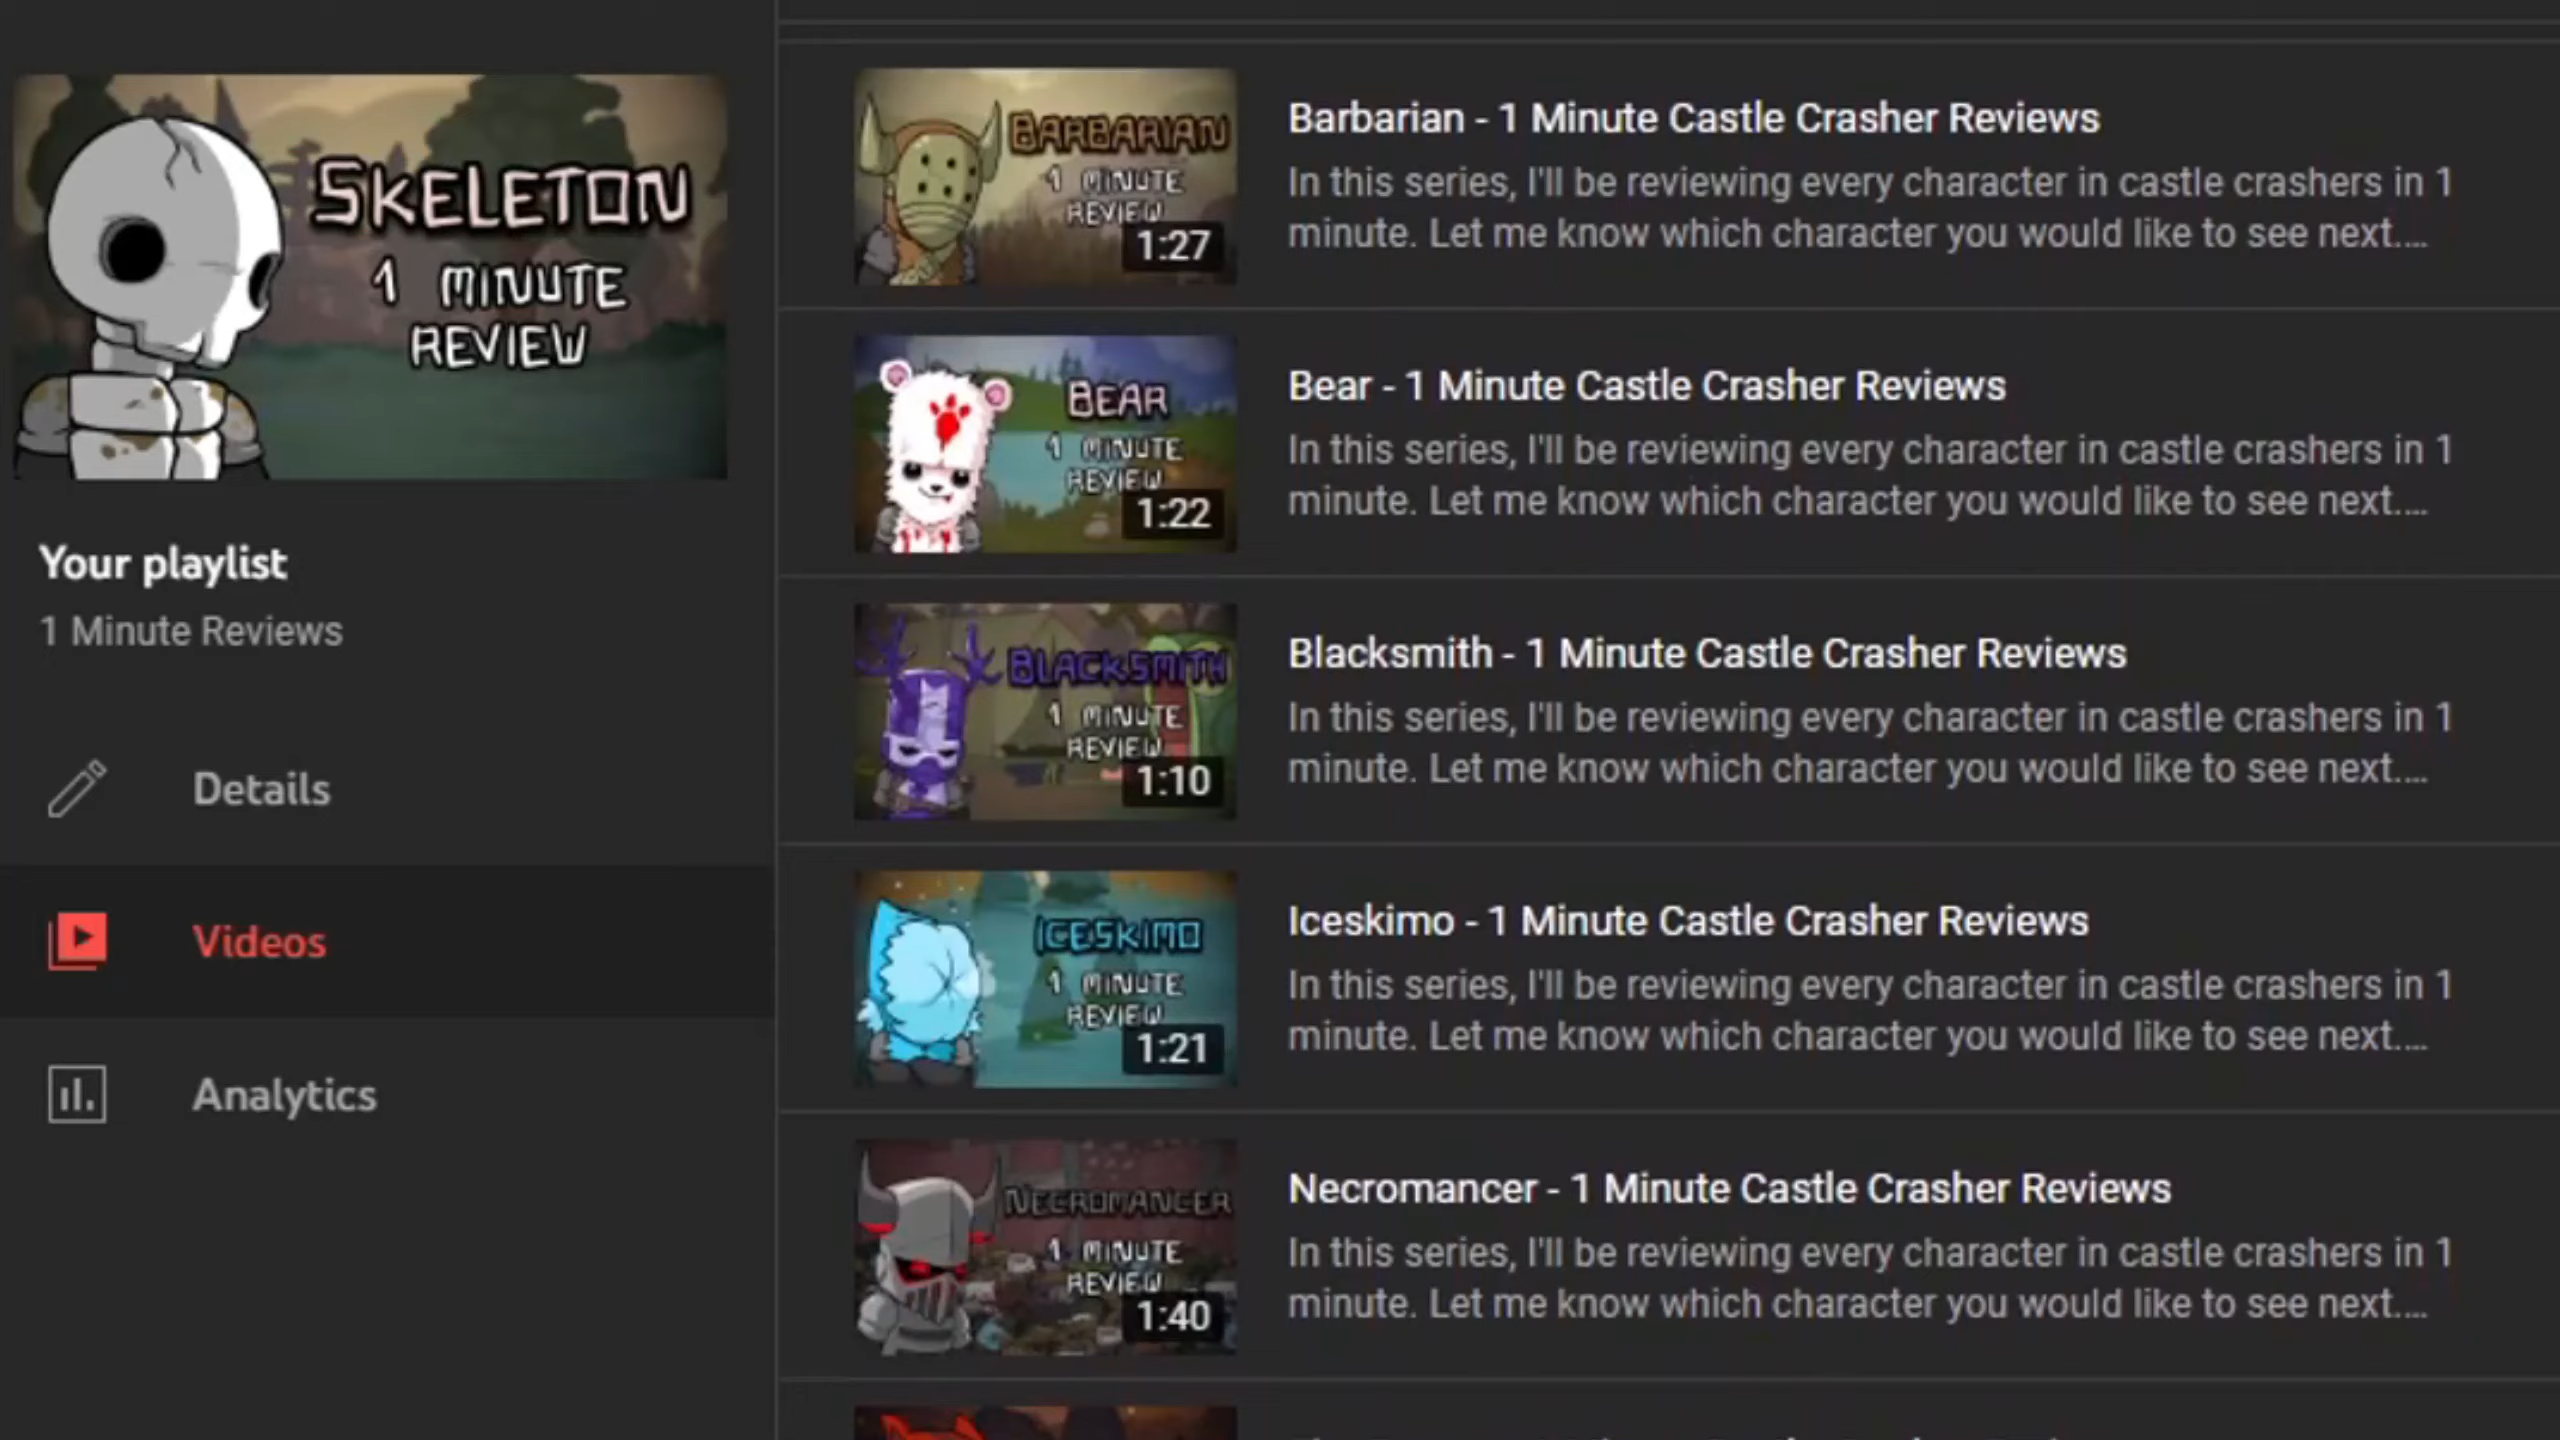 SKELETON
1 MINUTE
REVIEW
Your playlist
1 Minute Reviews
Details
Videos
Analytics
BARBARIAN
1 MINUTE
REVIEW
1:27
Barbarian - 1 Minute Castle Crasher Reviews
In this series, I'll be reviewing every character in castle crashers in 1
minute. Let me know which character you would like to see next....
BEAR
1 MINUTE
REVIEW
1:22
Bear - 1 Minute Castle Crasher Reviews
In this series, I'll be reviewing every character in castle crashers in 1
minute. Let me know which character you would like to see next....
BLACKSMITH
1 MINUTE
REVIEW
1:10
Blacksmith - 1 Minute Castle Crasher Reviews
In this series, I'll be reviewing every character in castle crashers in 1
minute. Let me know which character you would like to see next....
ICESKIMO
1 MINUTE
REVIEW
1:21
Iceskimo - 1 Minute Castle Crasher Reviews
In this series, I'll be reviewing every character in castle crashers in 1
minute. Let me know which character you would like to see next....
NECROMANCER
1 MINUTE
REVIEW
1:40
Necromancer - 1 Minute Castle Crasher Reviews
In this series, I'll be reviewing every character in castle crashers in 1
minute. Let me know which character you would like to see next....